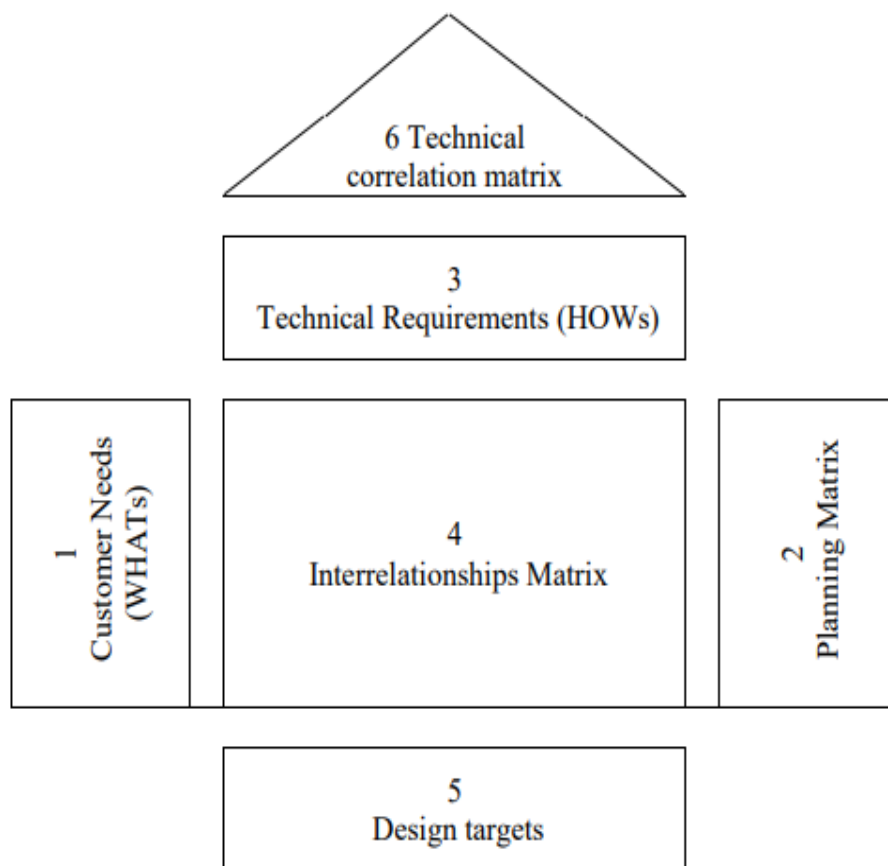 6 Technical
correlation matrix
3
Technical Requirements (HOWs)
1
Customer Needs
(WHATs)
4
Interrelationships Matrix
2
Planning Matrix
5
Design targets